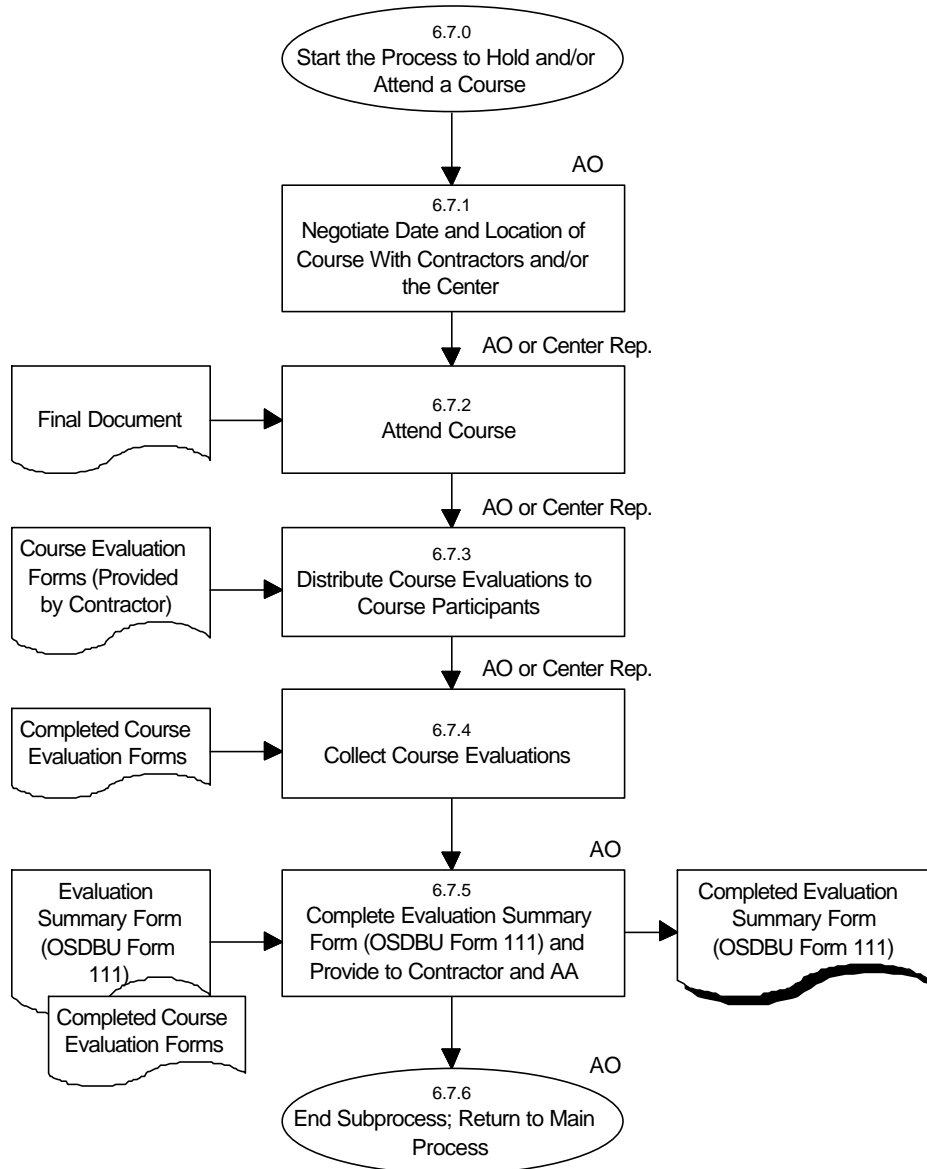 6.7.0
Start the Process to Hold and/or
Attend a Course
AO
6.7.1
Negotiate Date and Location of
Course With Contractors and/or
the Center
AO or Center Rep.
Final Document
6.7.2
Attend Course
AO or Center Rep.
Course Evaluation
Forms (Provided
by Contractor)
6.7.3
Distribute Course Evaluations to
Course Participants
AO or Center Rep.
Completed Course
Evaluation Forms
6.7.4
Collect Course Evaluations
AO
Evaluation
Summary Form
(OSDBU Form
111)
Completed Course
Evaluation Forms
6.7.5
Complete Evaluation Summary
Form (OSDBU Form 111) and
Provide to Contractor and AA
Completed Evaluation
Summary Form
(OSDBU Form 111)
AO
6.7.6
End Subprocess; Return to Main
Process